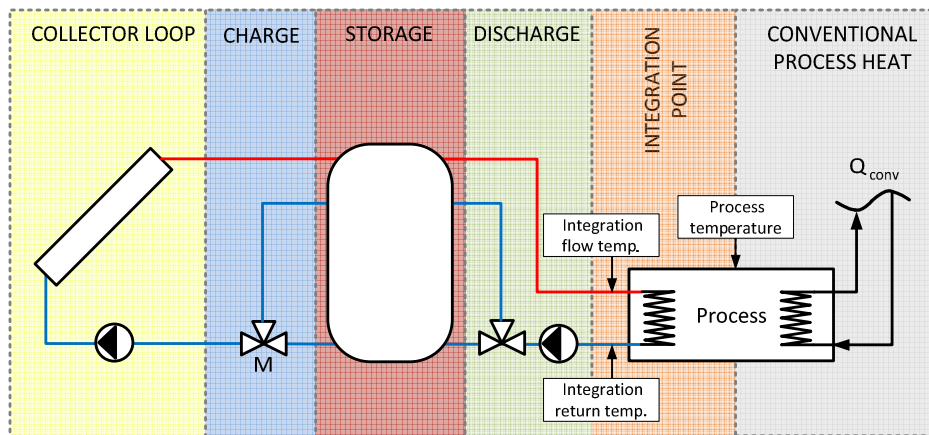 COLLECTOR LOOP
CHARGE
STORAGE
DISCHARGE
INTEGRATION
POINT
CONVENTIONAL
PROCESS HEAT
Q conv
Process
temperature
Integration
flow temp.
Process
M
Integration
return temp.